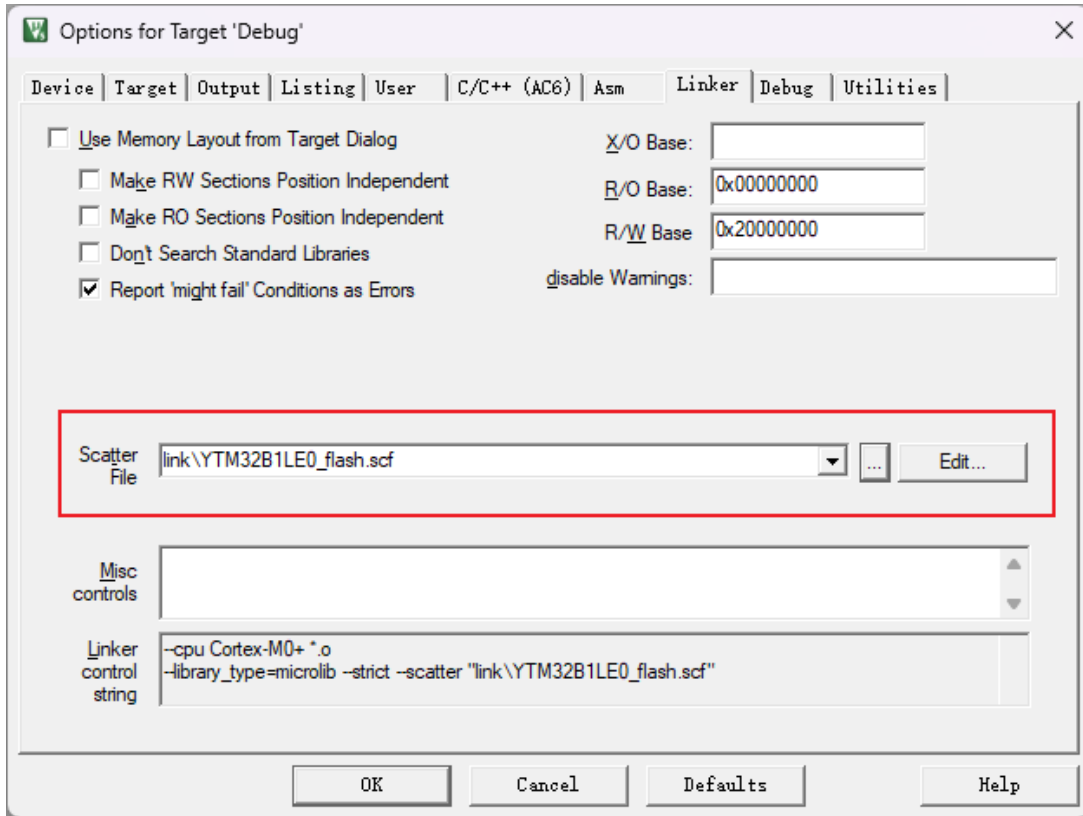 Options for Target 'Debug'
Device Target Output Listing User C/C++ (AC6) Asm Linker Debug Utilities
Use Memory Layout from Target Dialog
Make RW Sections Position Independent
Make RO Sections Position Independent
Don't Search Standard Libraries
Report 'might fail' Conditions as Errors
X/O Base:
R/O Base: 0x00000000
R/W Base 0x20000000
disable Warnings:
Scatter File link\YTM32B1LE0_flash.scf ... Edit...
Misc controls
Linker control string
--cpu Cortex-M0+ *.o
--library_type=microlib --strict --scatter "link\YTM32B1LE0_flash.scf"
OK Cancel Defaults Help